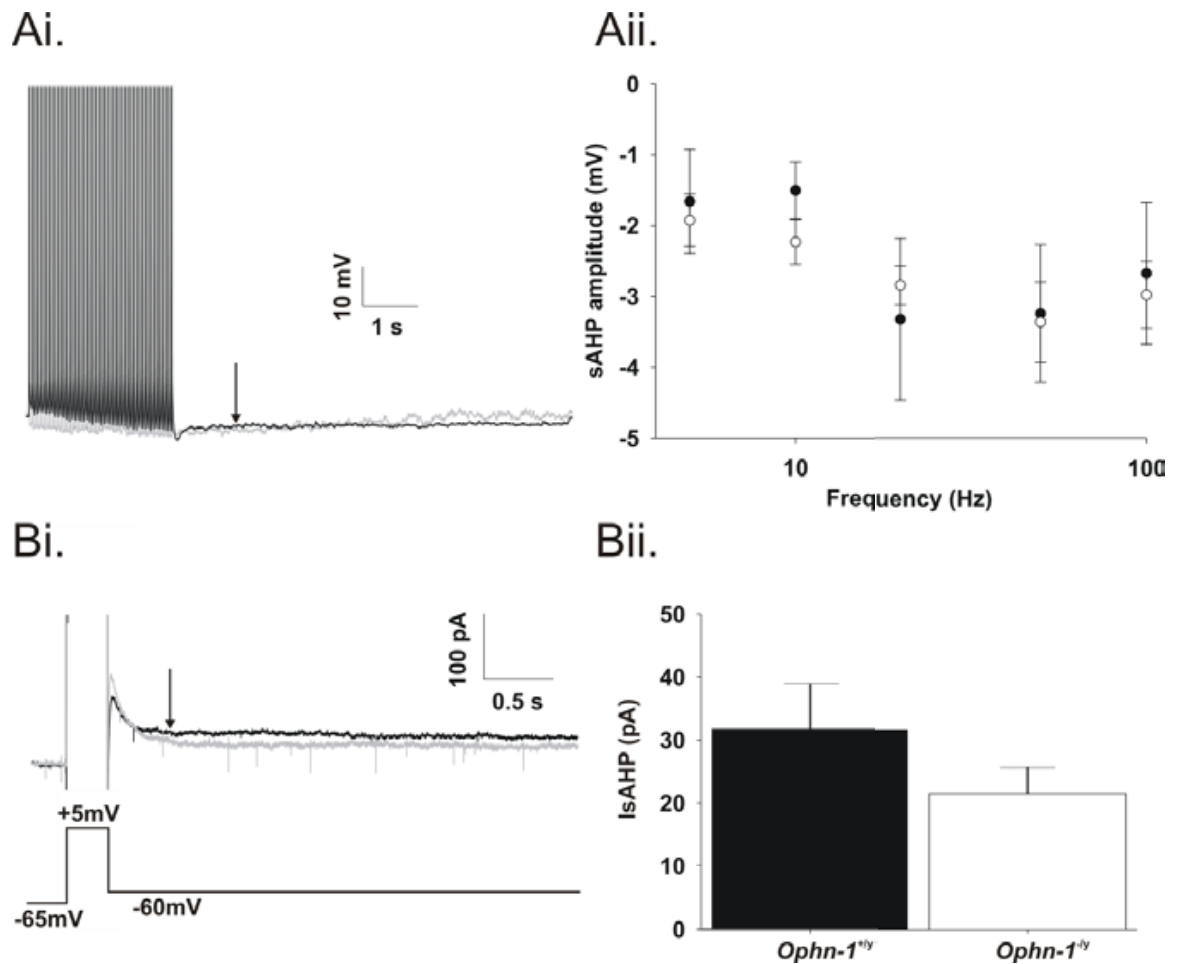 Ai.
10 mV
1 s
Aii.
sAHP amplitude (mV)
0
-1
-2
-3
-4
-5
10
100
Frequency (Hz)
Bi.
100 pA
0.5 s
+5mV
-65mV
-60mV
Bii.
IsAHP (pA)
50
40
30
20
10
0
Ophn-1+/y
Ophn-1-/y